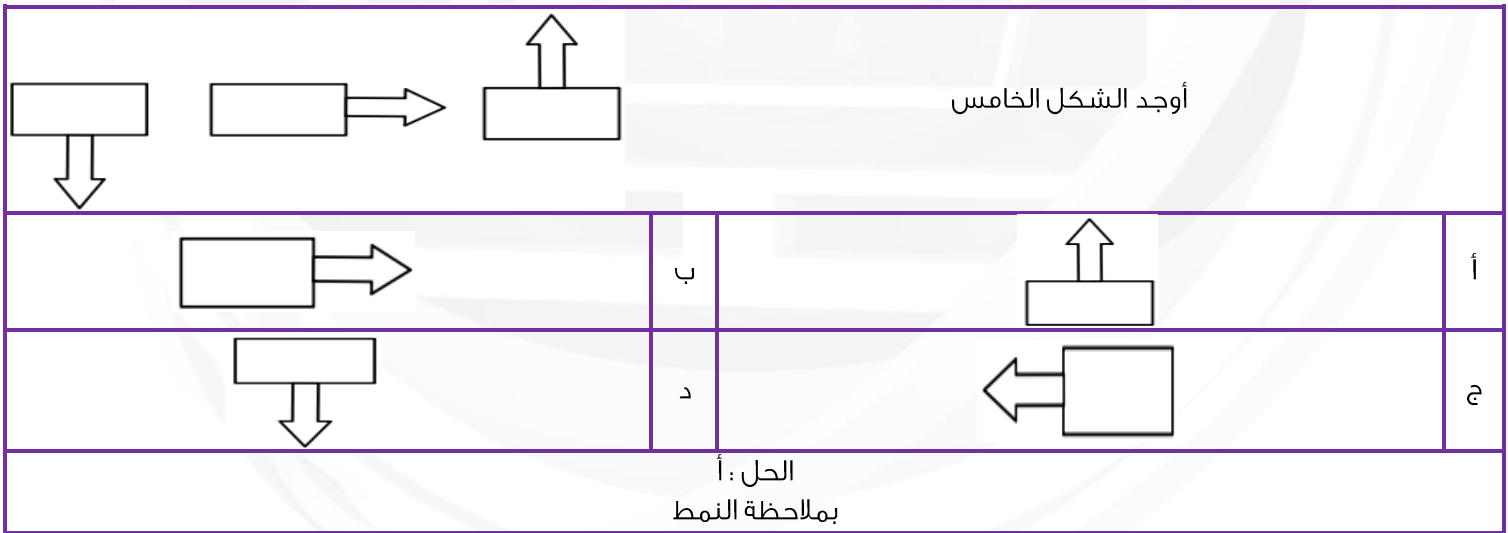 أوجد الشكل الخامس
أ
ب
ج
د
الحل : أ
بملاحظة النمط